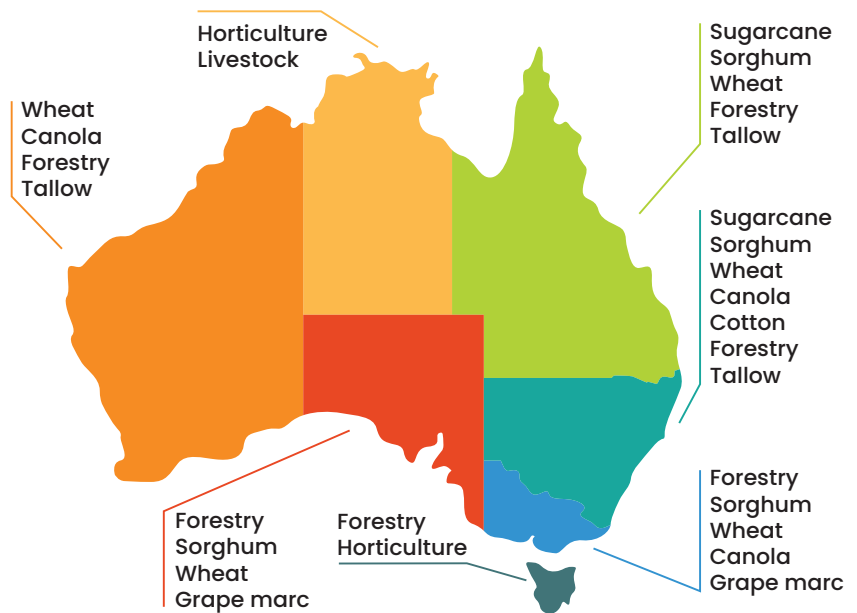 Horticulture
Livestock
Wheat
Canola
Forestry
Tallow
Sugarcane
Sorghum
Wheat
Forestry
Tallow
Sugarcane
Sorghum
Wheat
Canola
Cotton
Forestry
Tallow
Forestry
Sorghum
Wheat
Canola
Grape marc
Forestry
Horticulture
Forestry
Sorghum
Wheat
Grape marc